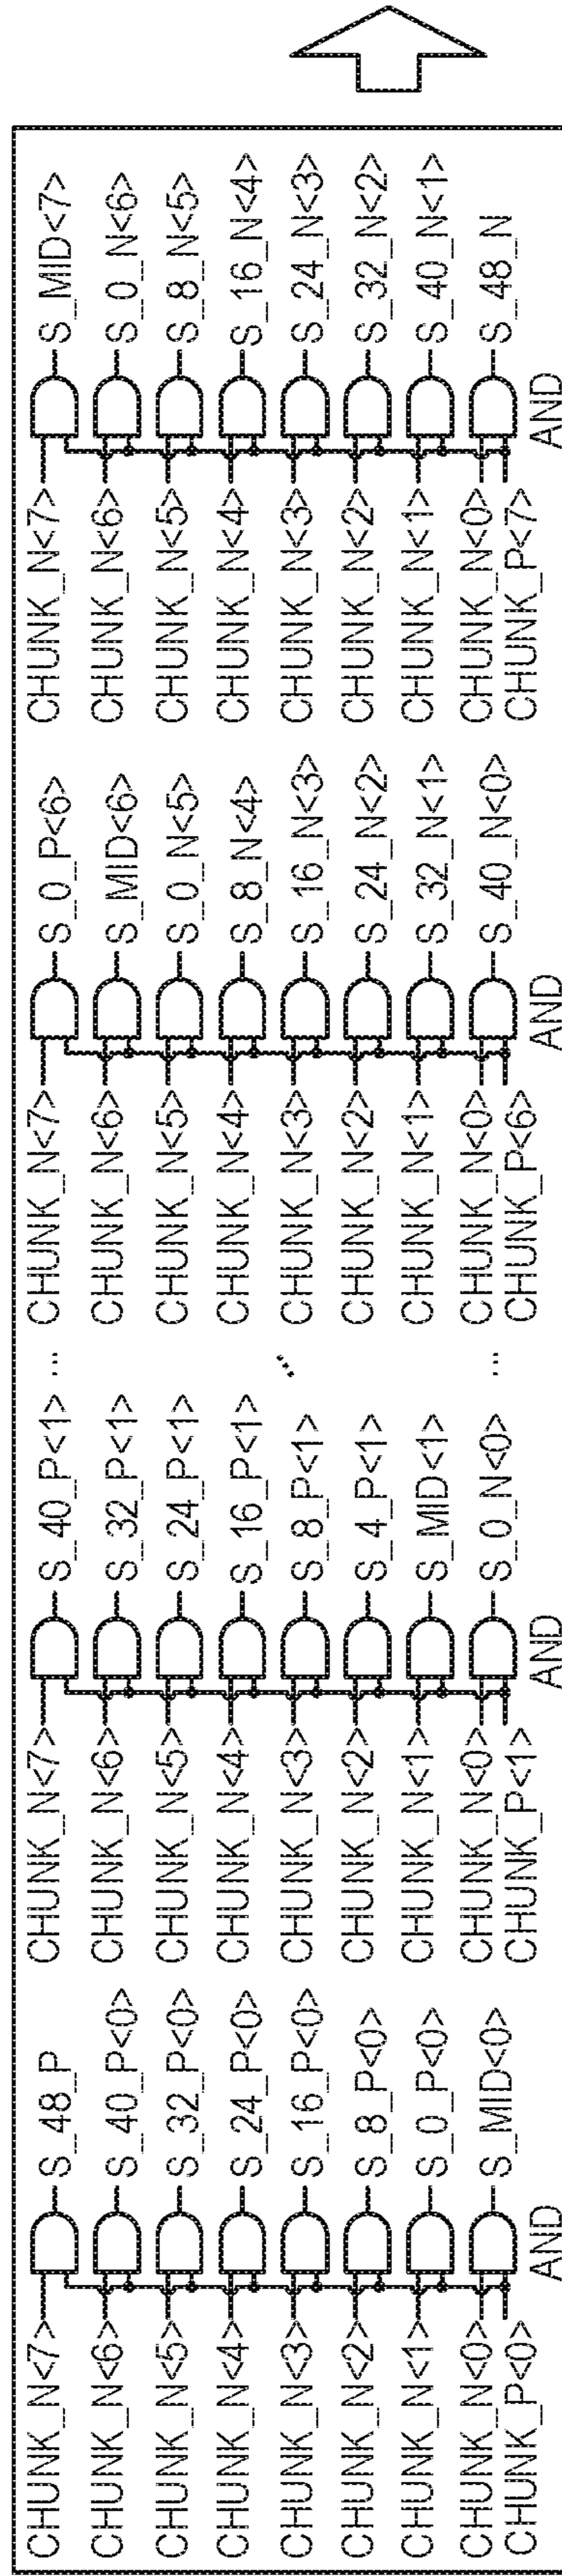 CHUNK_N<7>
S_48_P
CHUNK_N<6>
S_40_P<0>
CHUNK_N<5>
S_32_P<0>
CHUNK_N<4>
S_24_P<0>
CHUNK_N<3>
S_16_P<0>
CHUNK_N<2>
S_8_P<0>
CHUNK_N<1>
S_0_P<0>
CHUNK_N<0>
S_MID<0>
CHUNK_P<0>
AND
CHUNK_N<7>
S_40_P<1>
CHUNK_N<6>
S_32_P<1>
CHUNK_N<5>
S_24_P<1>
CHUNK_N<4>
S_16_P<1>
CHUNK_N<3>
S_8_P<1>
CHUNK_N<2>
S_4_P<1>
CHUNK_N<1>
S_MID<1>
CHUNK_N<0>
S_0_N<0>
CHUNK_P<1>
AND
...
...
...
CHUNK_N<7>
S_0_P<6>
CHUNK_N<6>
S_MID<6>
CHUNK_N<5>
S_0_N<5>
CHUNK_N<4>
S_8_N<4>
CHUNK_N<3>
S_16_N<3>
CHUNK_N<2>
S_24_N<2>
CHUNK_N<1>
S_32_N<1>
CHUNK_N<0>
S_40_N<0>
CHUNK_P<6>
AND
CHUNK_N<7>
S_MID<7>
CHUNK_N<6>
S_0_N<6>
CHUNK_N<5>
S_8_N<5>
CHUNK_N<4>
S_16_N<4>
CHUNK_N<3>
S_24_N<3>
CHUNK_N<2>
S_32_N<2>
CHUNK_N<1>
S_40_N<1>
CHUNK_N<0>
S_48_N
CHUNK_P<7>
AND